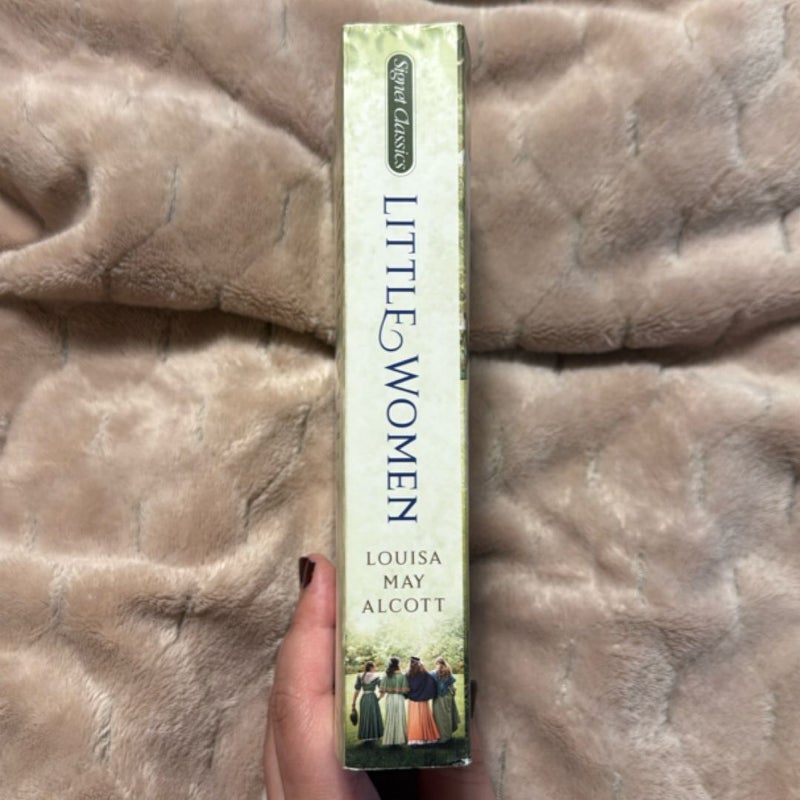 Signet Classics
LITTLE WOMEN
LOUISA
MAY
ALCOTT